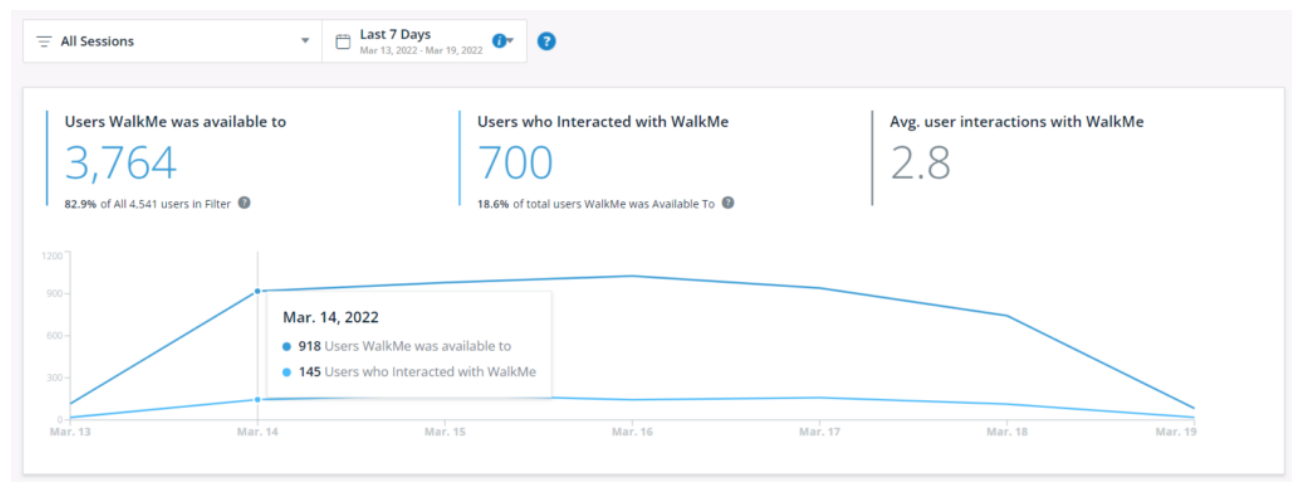 All Sessions
Last 7 Days
Mar 13, 2022 - Mar 19, 2022
i
?
Users WalkMe was available to
3,764
82.9% of All 4,541 users in Filter ?
Users who Interacted with WalkMe
700
18.6% of total users WalkMe was Available To ?
Avg. user interactions with WalkMe
2.8
1200
900
600
300
0
Mar. 14, 2022
918 Users WalkMe was available to
145 Users who Interacted with WalkMe
Mar. 13
Mar. 14
Mar. 15
Mar. 16
Mar. 17
Mar. 18
Mar. 19